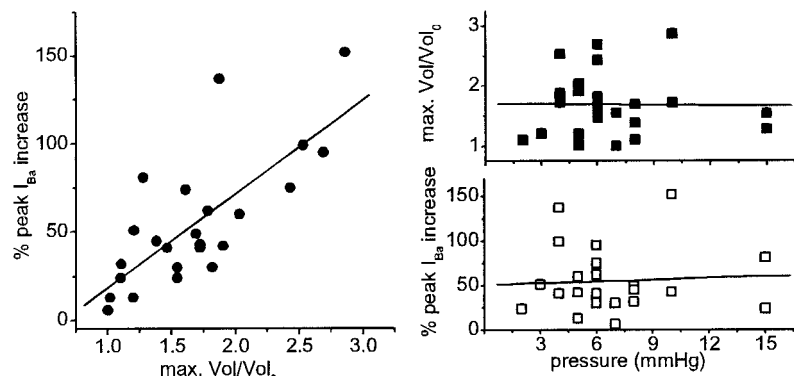 % peak I_Ba increase
150
100
50
0
1.0 1.5 2.0 2.5 3.0
max. Vol/Vol
max. Vol/Vol_0
3
2
1
% peak I_Ba increase
150
100
50
0
3 6 9 12 15
pressure (mmHg)